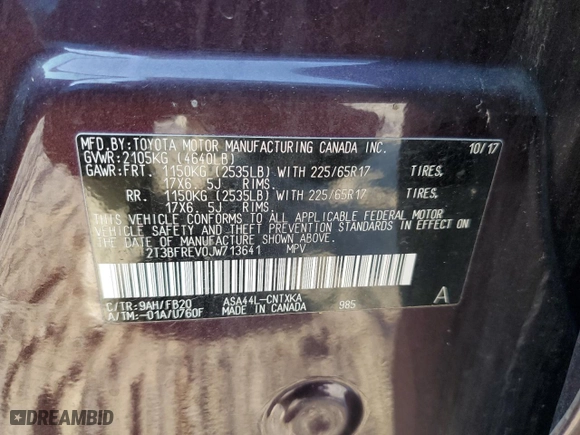 MFD. BY: TOYOTA MOTOR MANUFACTURING CANADA INC. 10/17
GVWR: 2105KG (4640LB)
GAWR: FRT. 1150KG (2535LB) WITH 225/65R17 TIRES,
17X6. 5J RIMS.
RR. 1150KG (2535LB) WITH 225/65R17 TIRES,
17X6. 5J RIMS.
THIS VEHICLE CONFORMS TO ALL APPLICABLE FEDERAL MOTOR
VEHICLE SAFETY AND THEFT PREVENTION STANDARDS IN EFFECT ON
THE DATE OF MANUFACTURE SHOWN ABOVE.
2T3BFREV0JW713641 MPV
C/TR: 9AH/FB20 ASA44L-CNTXKA
A/TM: -01A/U760F MADE IN CANADA 985 A
DREAMBID